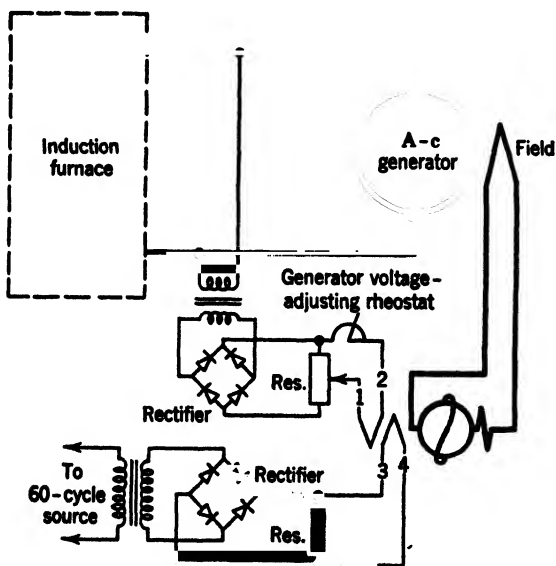 Induction
furnace
A-c
generator
Field
Generator voltage-
adjusting rheostat
Res.
1
2
Rectifier
3
4
To
60-cycle
source
Rectifier
Res.